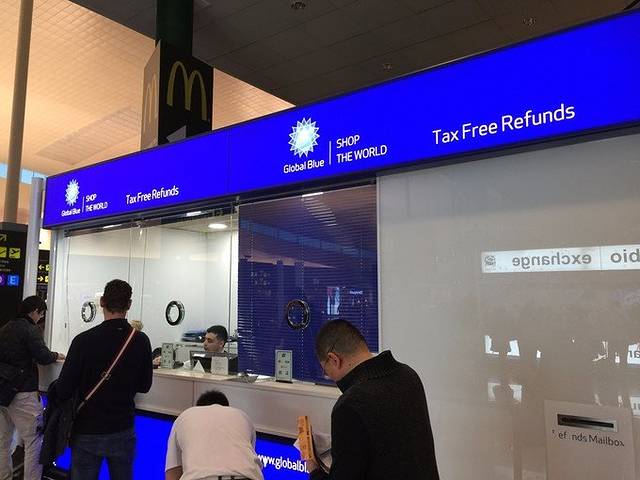 Global Blue
SHOP
THE WORLD
Tax Free Refunds
Global Blue
SHOP
THE WORLD
Tax Free Refunds
exchange
bio
E
www.globalbl
Mailbox